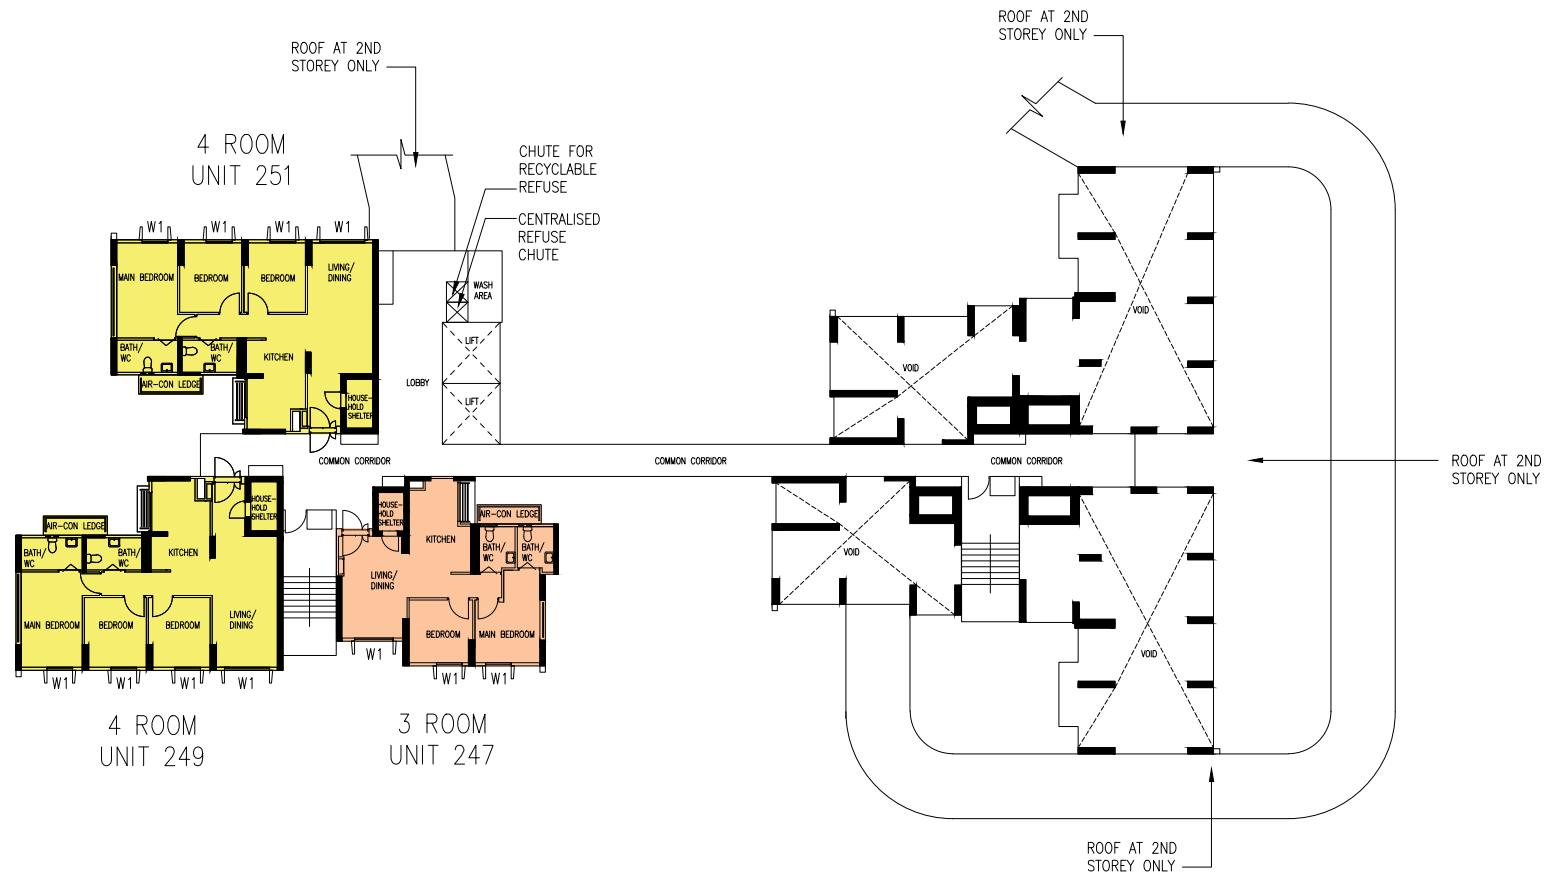 ROOF AT 2ND
STOREY ONLY
ROOF AT 2ND
STOREY ONLY
4 ROOM
UNIT 251
CHUTE FOR
RECYCLABLE
REFUSE
CENTRALISED
REFUSE
CHUTE
W1
W1
W1
W1
MAIN BEDROOM
BEDROOM
BEDROOM
LIVING/
DINING
WASH
AREA
BATH/
WC
BATH/
WC
KITCHEN
AIR-CON LEDGE
HOUSE-
HOLD
SHELTER
LOBBY
LIFT
LIFT
VOID
VOID
COMMON CORRIDOR
COMMON CORRIDOR
COMMON CORRIDOR
ROOF AT 2ND
STOREY ONLY
AIR-CON LEDGE
BATH/
WC
BATH/
WC
KITCHEN
HOUSE-
HOLD
SHELTER
MAIN BEDROOM
BEDROOM
BEDROOM
LIVING/
DINING
W1
W1
W1
W1
4 ROOM
UNIT 249
HOUSE-
HOLD
SHELTER
KITCHEN
AIR-CON LEDGE
BATH/
WC
BATH/
WC
LIVING/
DINING
BEDROOM
MAIN BEDROOM
W1
W1
W1
3 ROOM
UNIT 247
VOID
VOID
ROOF AT 2ND
STOREY ONLY